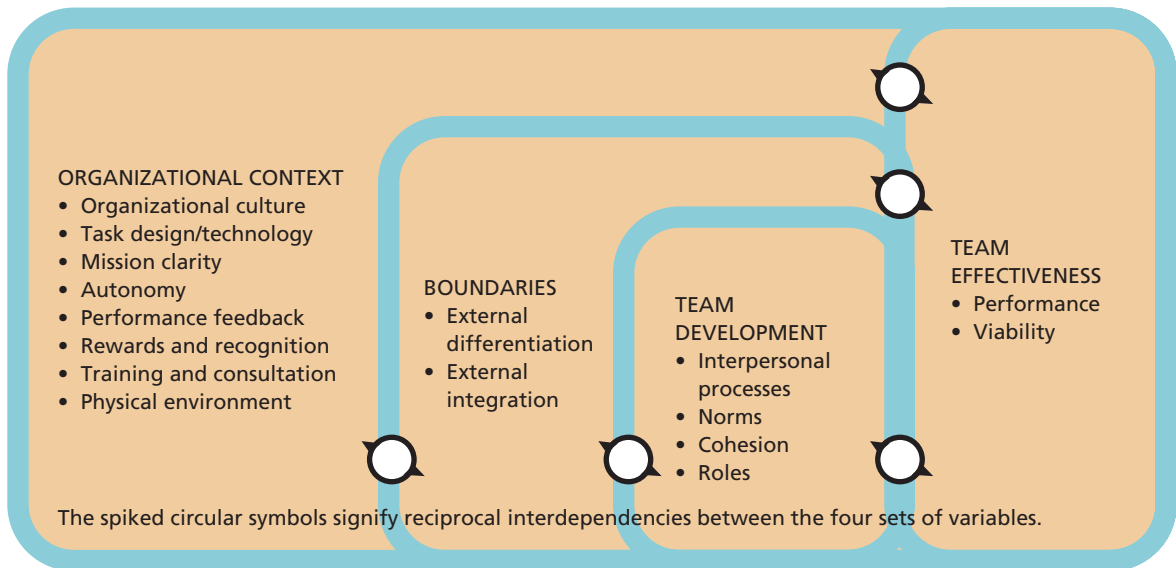 ORGANIZATIONAL CONTEXT
• Organizational culture
• Task design/technology
• Mission clarity
• Autonomy
• Performance feedback
• Rewards and recognition
• Training and consultation
• Physical environment
BOUNDARIES
• External
differentiation
• External
integration
TEAM
DEVELOPMENT
• Interpersonal
processes
• Norms
• Cohesion
• Roles
TEAM
EFFECTIVENESS
• Performance
• Viability
The spiked circular symbols signify reciprocal interdependencies between the four sets of variables.